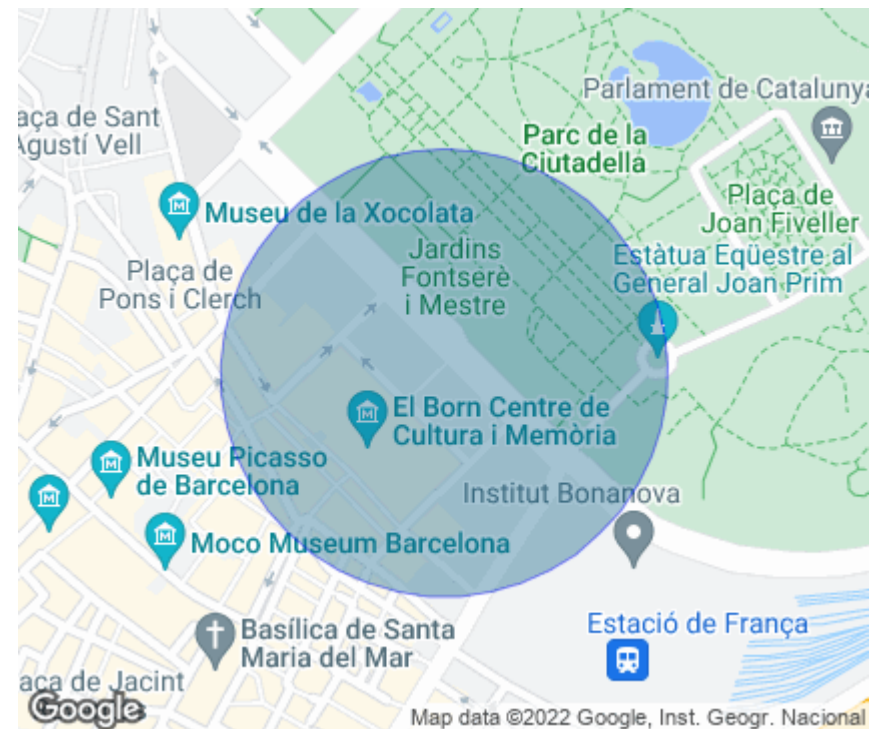 Parlament de Catalunya
aça de Sant
Agustí Vell
Parc de la
Ciutadella
Plaça de
Joan Fiveller
Museu de la Xocolata
Jardins
Fontserè
i Mestre
Estàtua Eqüestre al
General Joan Prim
Plaça de
Pons i Clerch
El Born Centre de
Cultura i Memòria
Museu Picasso
de Barcelona
Institut Bonanova
Moco Museum Barcelona
Basílica de Santa
Maria del Mar
Estació de França
aça de Jacint
Google
Map data ©2022 Google, Inst. Geogr. Nacional